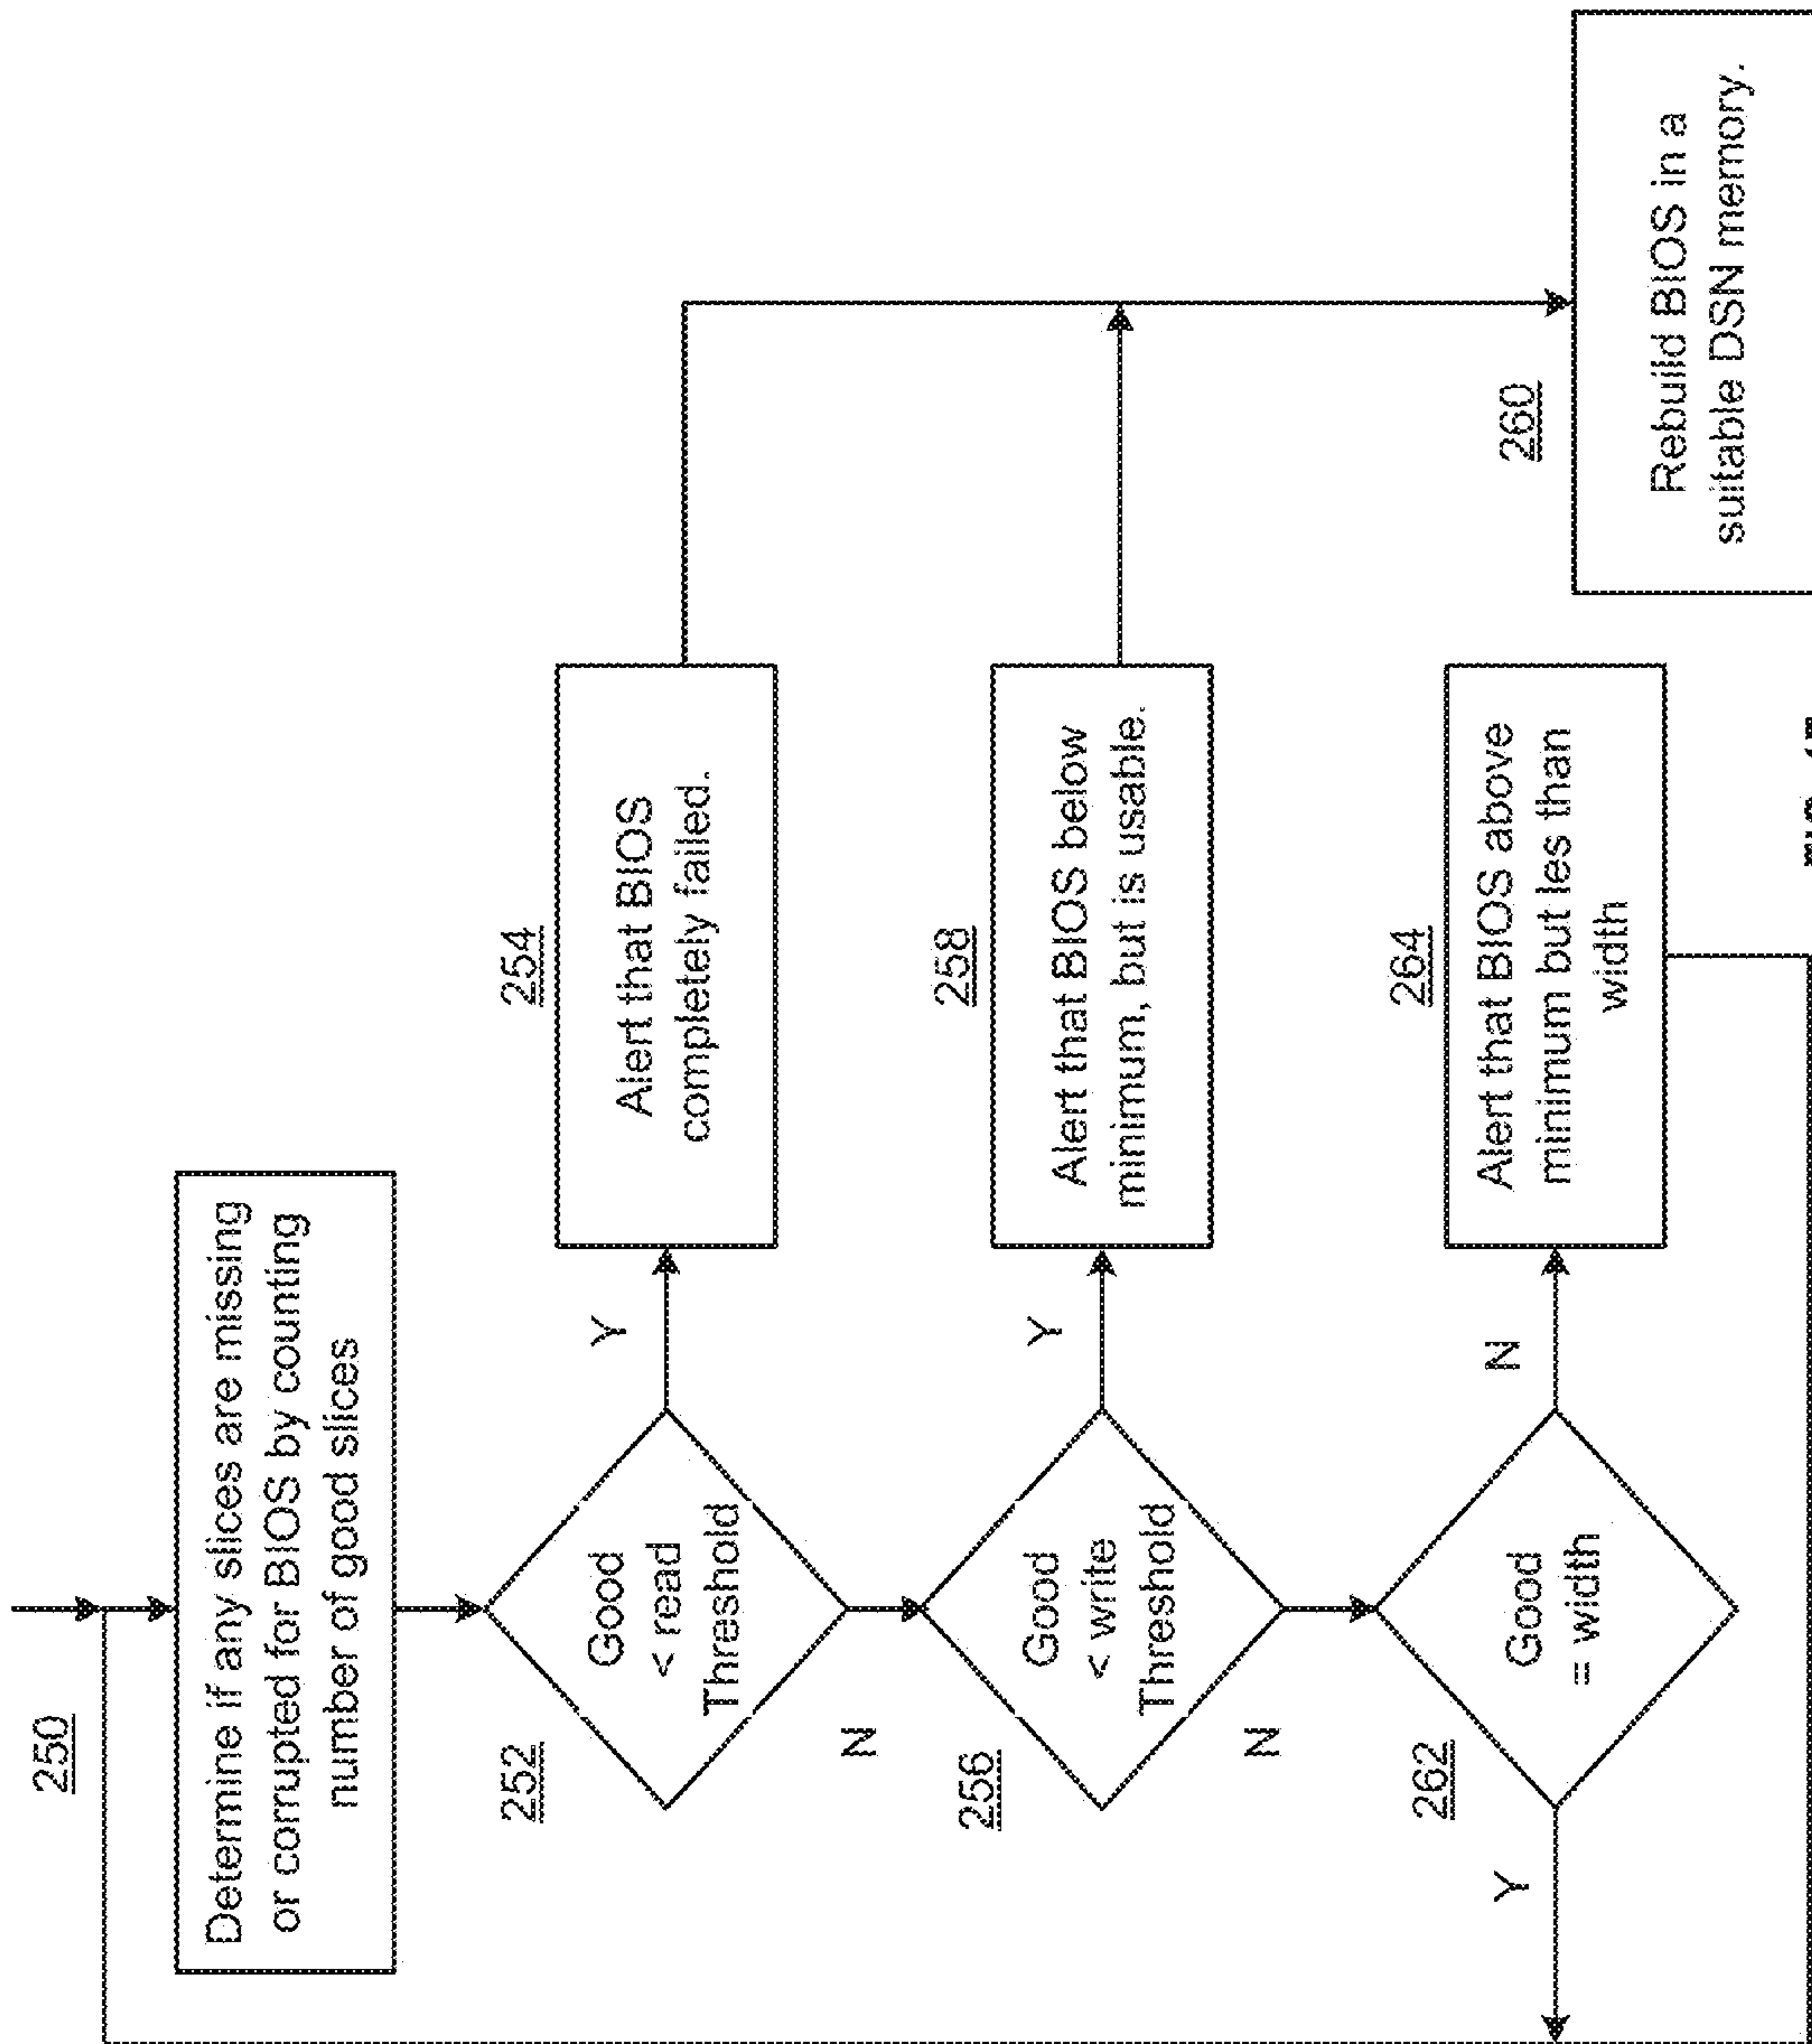 250
Determine if any slices are missing
or corrupted for BIOS by counting
number of good slices
252
Good
< read
Threshold
Y
N
254
Alert that BIOS
completely failed.
256
Good
< write
Threshold
Y
N
258
Alert that BIOS below
minimum, but is usable.
260
Rebuild BIOS in a
suitable DSN memory.
262
Good
= width
Y
N
264
Alert that BIOS above
minimum but less than
width